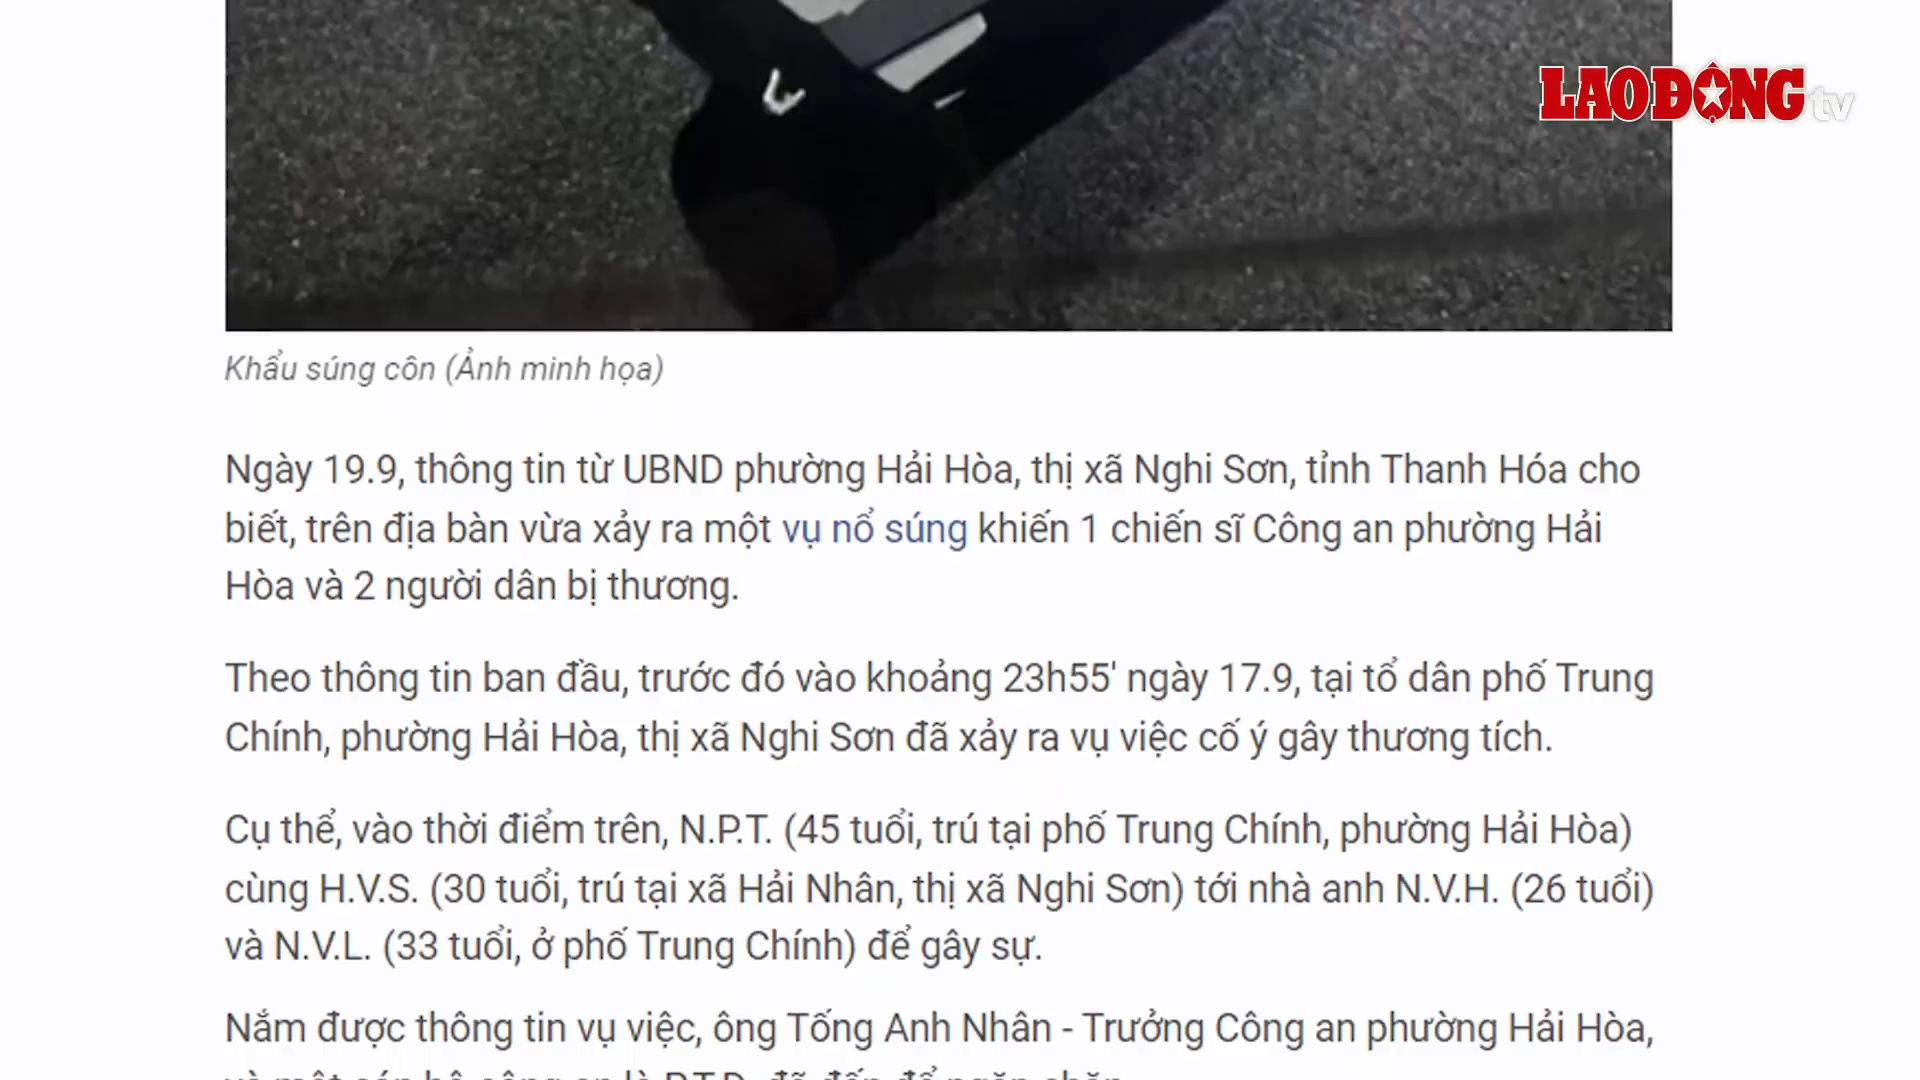 LAO ĐỘNG tv
Khẩu súng côn (Ảnh minh họa)
Ngày 19.9, thông tin từ UBND phường Hải Hòa, thị xã Nghi Sơn, tỉnh Thanh Hóa cho
biết, trên địa bàn vừa xảy ra một vụ nổ súng khiến 1 chiến sĩ Công an phường Hải
Hòa và 2 người dân bị thương.
Theo thông tin ban đầu, trước đó vào khoảng 23h55' ngày 17.9, tại tổ dân phố Trung
Chính, phường Hải Hòa, thị xã Nghi Sơn đã xảy ra vụ việc cố ý gây thương tích.
Cụ thể, vào thời điểm trên, N.P.T. (45 tuổi, trú tại phố Trung Chính, phường Hải Hòa)
cùng H.V.S. (30 tuổi, trú tại xã Hải Nhân, thị xã Nghi Sơn) tới nhà anh N.V.H. (26 tuổi)
và N.V.L. (33 tuổi, ở phố Trung Chính) để gây sự.
Nắm được thông tin vụ việc, ông Tống Anh Nhân - Trưởng Công an phường Hải Hòa,